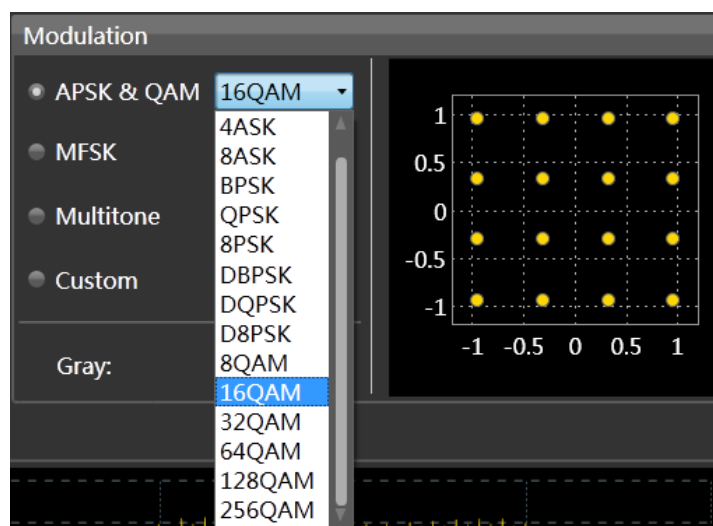 Modulation
APSK & QAM 16QAM
MFSK
Multitone
Custom
Gray:
4ASK
8ASK
BPSK
QPSK
8PSK
DBPSK
DQPSK
D8PSK
8QAM
16QAM
32QAM
64QAM
128QAM
256QAM
1
0.5
0
-0.5
-1
-1 -0.5 0 0.5 1